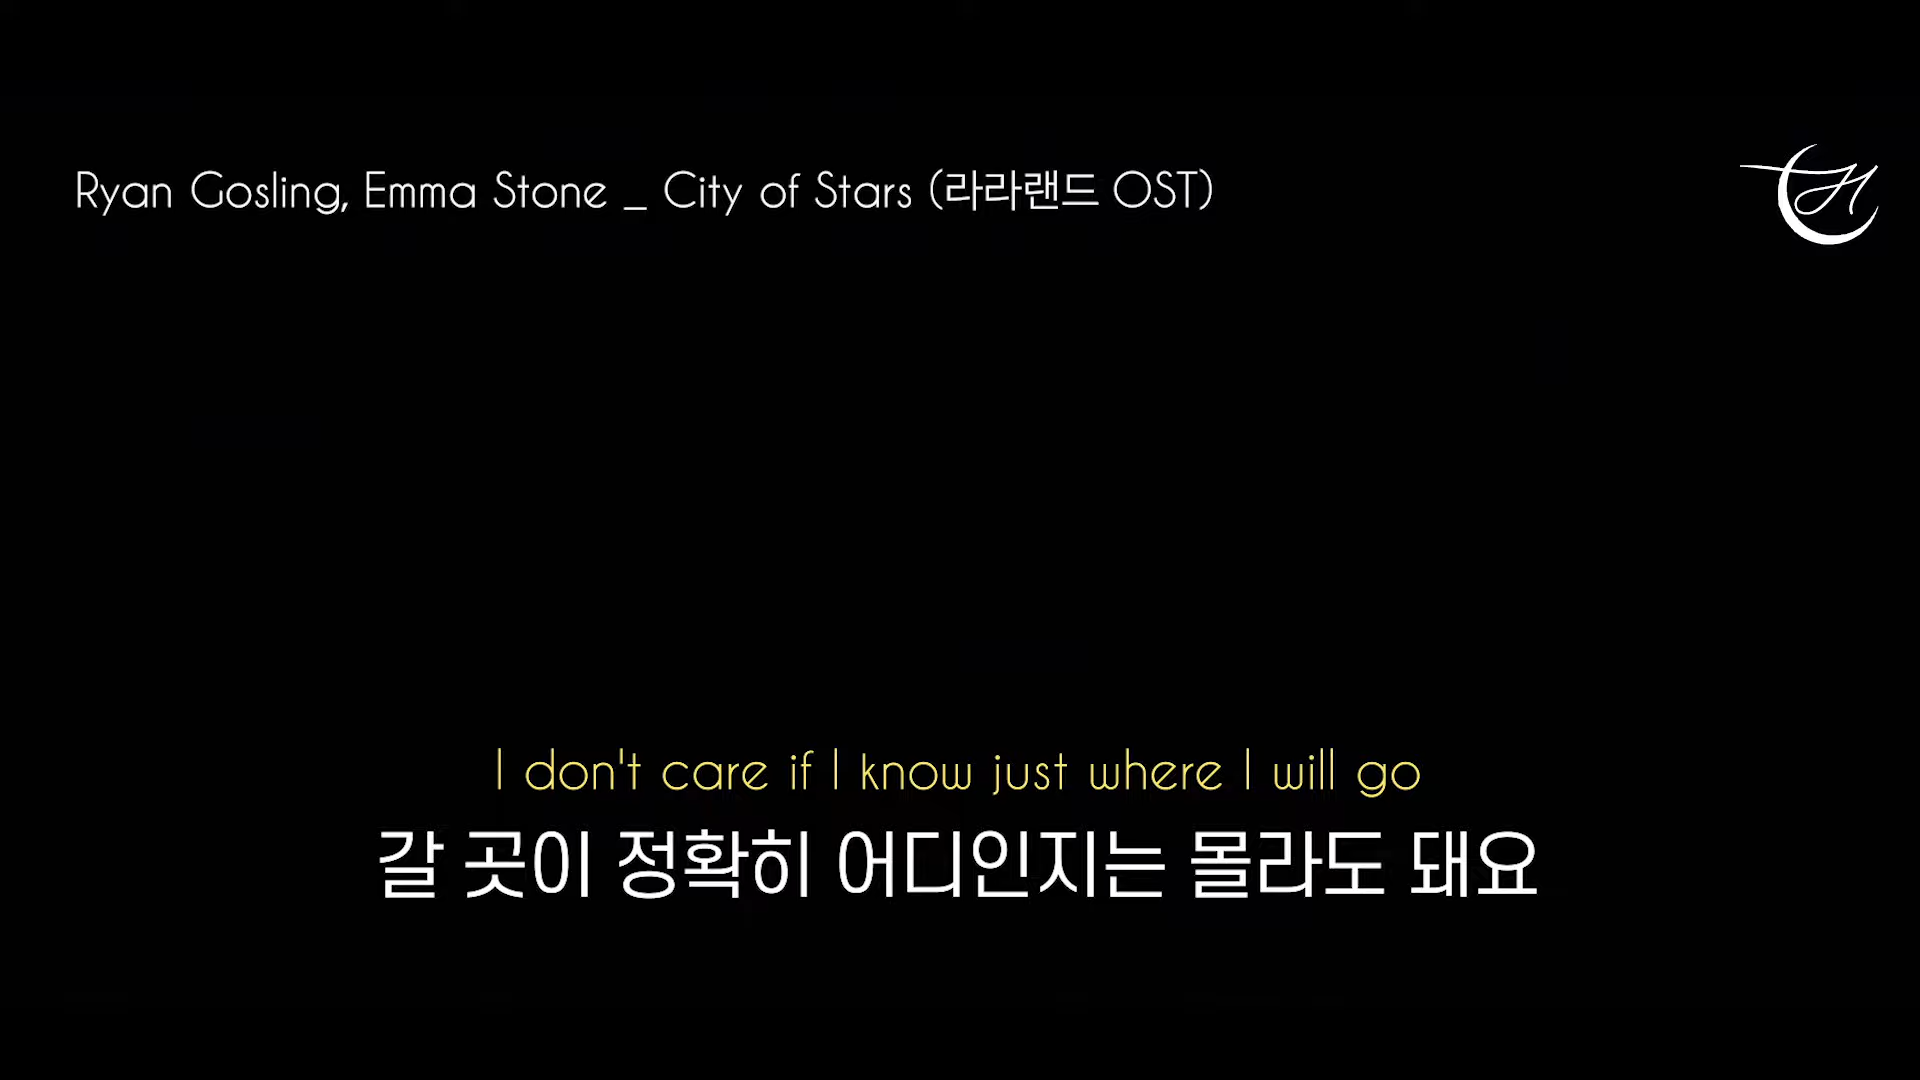 Ryan Gosling, Emma Stone _ City of Stars (라라랜드 OST)
I don't care if I know just where I will go
갈 곳이 정확히 어디인지는 몰라도 돼요